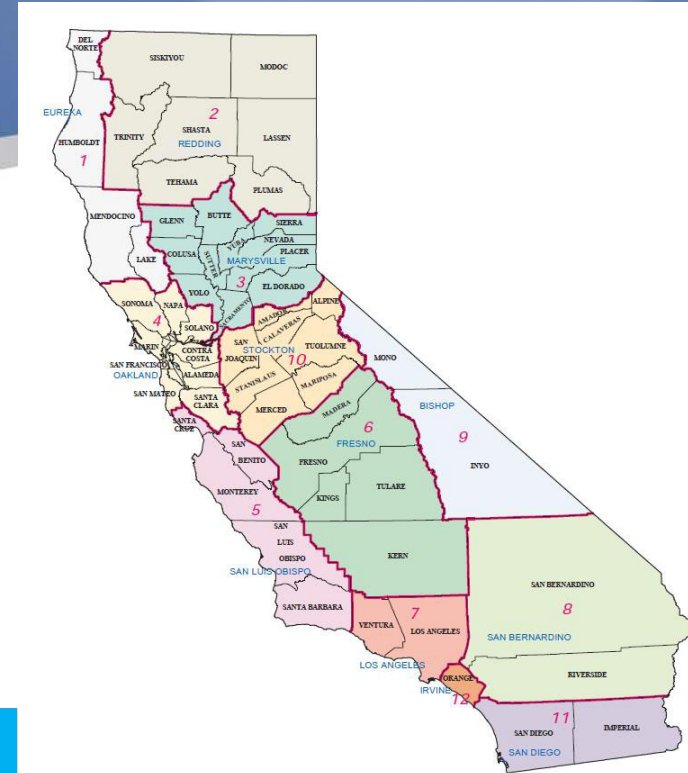 DEL
NORTE
SISKIYOU
MODOC
EUREKA
HUMBOLDT
1
TRINITY
2
SHASTA
REDDING
LASSEN
TEHAMA
PLUMAS
MENDOCINO
GLENN
BUTTE
SIERRA
LAKE
COLUSA
SUTTER
YUBA
NEVADA
PLACER
MARYSVILLE
3
YOLO
EL DORADO
SACRAMENTO
SONOMA
NAPA
4
SOLANO
MARIN
CONTRA
COSTA
SAN FRANCISCO
OAKLAND
ALAMEDA
SAN MATEO
SANTA
CLARA
SANTA
CRUZ
ALPINE
AMADOR
CALAVERAS
SAN
JOAQUIN
STOCKTON
TUOLUMNE
10
STANISLAUS
MARIPOSA
MERCED
MONO
BISHOP
9
INYO
MADERA
6
FRESNO
FRESNO
KINGS
TULARE
SAN
BENITO
MONTEREY
5
SAN
LUIS
OBISPO
SAN LUIS OBISPO
KERN
SANTA BARBARA
VENTURA
7
LOS ANGELES
LOS ANGELES
SAN BERNARDINO
8
SAN BERNARDINO
RIVERSIDE
ORANGE
IRVINE
12
11
SAN DIEGO
IMPERIAL
SAN DIEGO